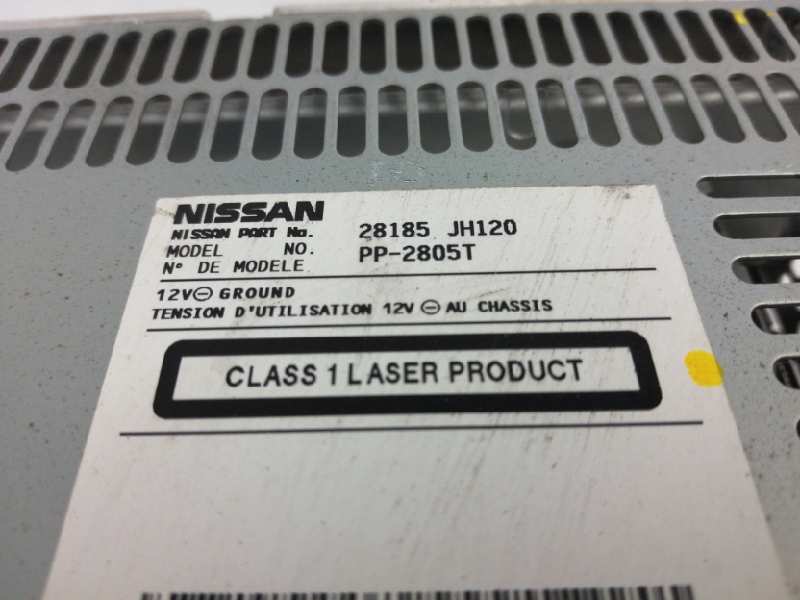 NISSAN
NISSAN PART No. 28185 JH120
MODEL NO. PP-2805T
N° DE MODELE
12V⊖ GROUND
TENSION D'UTILISATION 12V ⊖ AU CHASSIS
CLASS 1 LASER PRODUCT